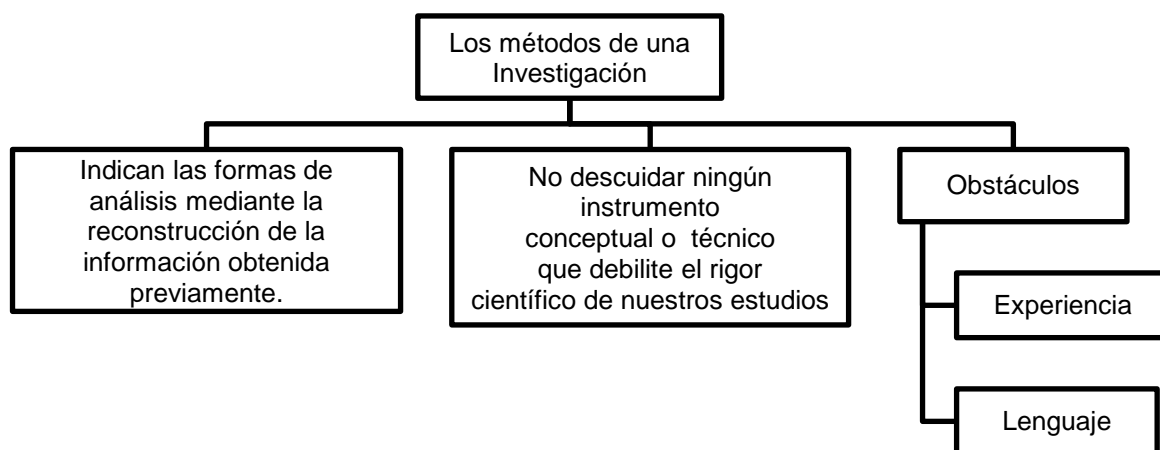 Los métodos de una
Investigación
Indican las formas de
análisis mediante la
reconstrucción de la
información obtenida
previamente.
No descuidar ningún
instrumento
conceptual o  técnico
que debilite el rigor
científico de nuestros estudios
Obstáculos
Experiencia
Lenguaje